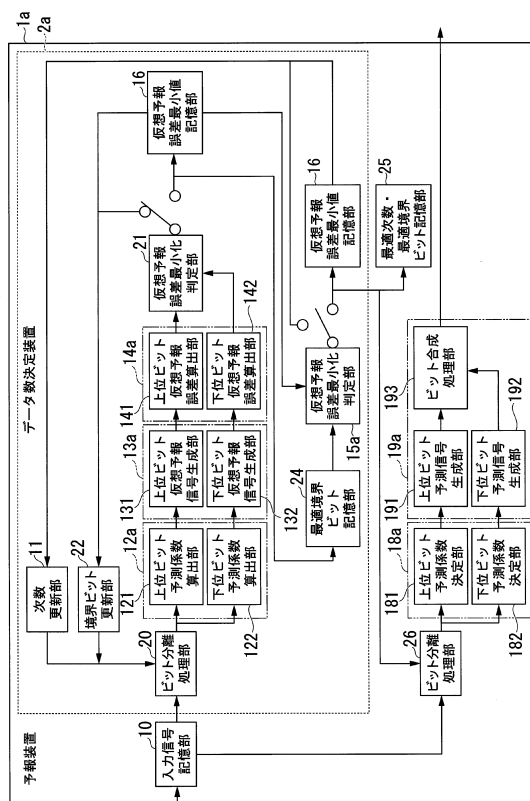 予報装置
1a
データ数決定装置
2a
11
次数
更新部
22
境界ビット
更新部
10
入力信号
記憶部
20
ビット分離
処理部
12a
121
上位ビット
予測係数
算出部
下位ビット
予測係数
算出部
122
13a
131
上位ビット
仮想予報
信号生成部
下位ビット
仮想予報
信号生成部
132
14a
141
上位ビット
仮想予報
誤差算出部
下位ビット
仮想予報
誤差算出部
142
21
仮想予報
誤差最小化
判定部
16
仮想予報
誤差最小値
記憶部
24
最適境界
ビット
記憶部
仮想予報
誤差最小化
判定部
15a
16
仮想予報
誤差最小値
記憶部
25
最適次数・
最適境界
ビット記憶部
26
ビット分離
処理部
18a
181
上位ビット
予測係数
決定部
下位ビット
予測係数
決定部
182
19a
191
上位ビット
予測信号
生成部
下位ビット
予測信号
生成部
192
193
ビット合成
処理部